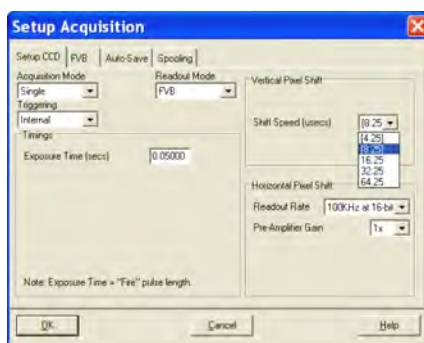 Setup Acquisition
Setup CCD FVB Auto-Save Spooling
Acquisition Mode
Single
Readout Mode
FVB
Triggering
Internal
Timings
Exposure Time (secs) 0.05000
Note: Exposure Time = "Fire" pulse length.
Vertical Pixel Shift
Shift Speed (usecs) [8.25
[4.25]
[8.25]
16.25
32.25
64.25
Horizontal Pixel Shift
Readout Rate 100KHz at 16-bit
Pre-Amplifier Gain 1x
OK Cancel Help